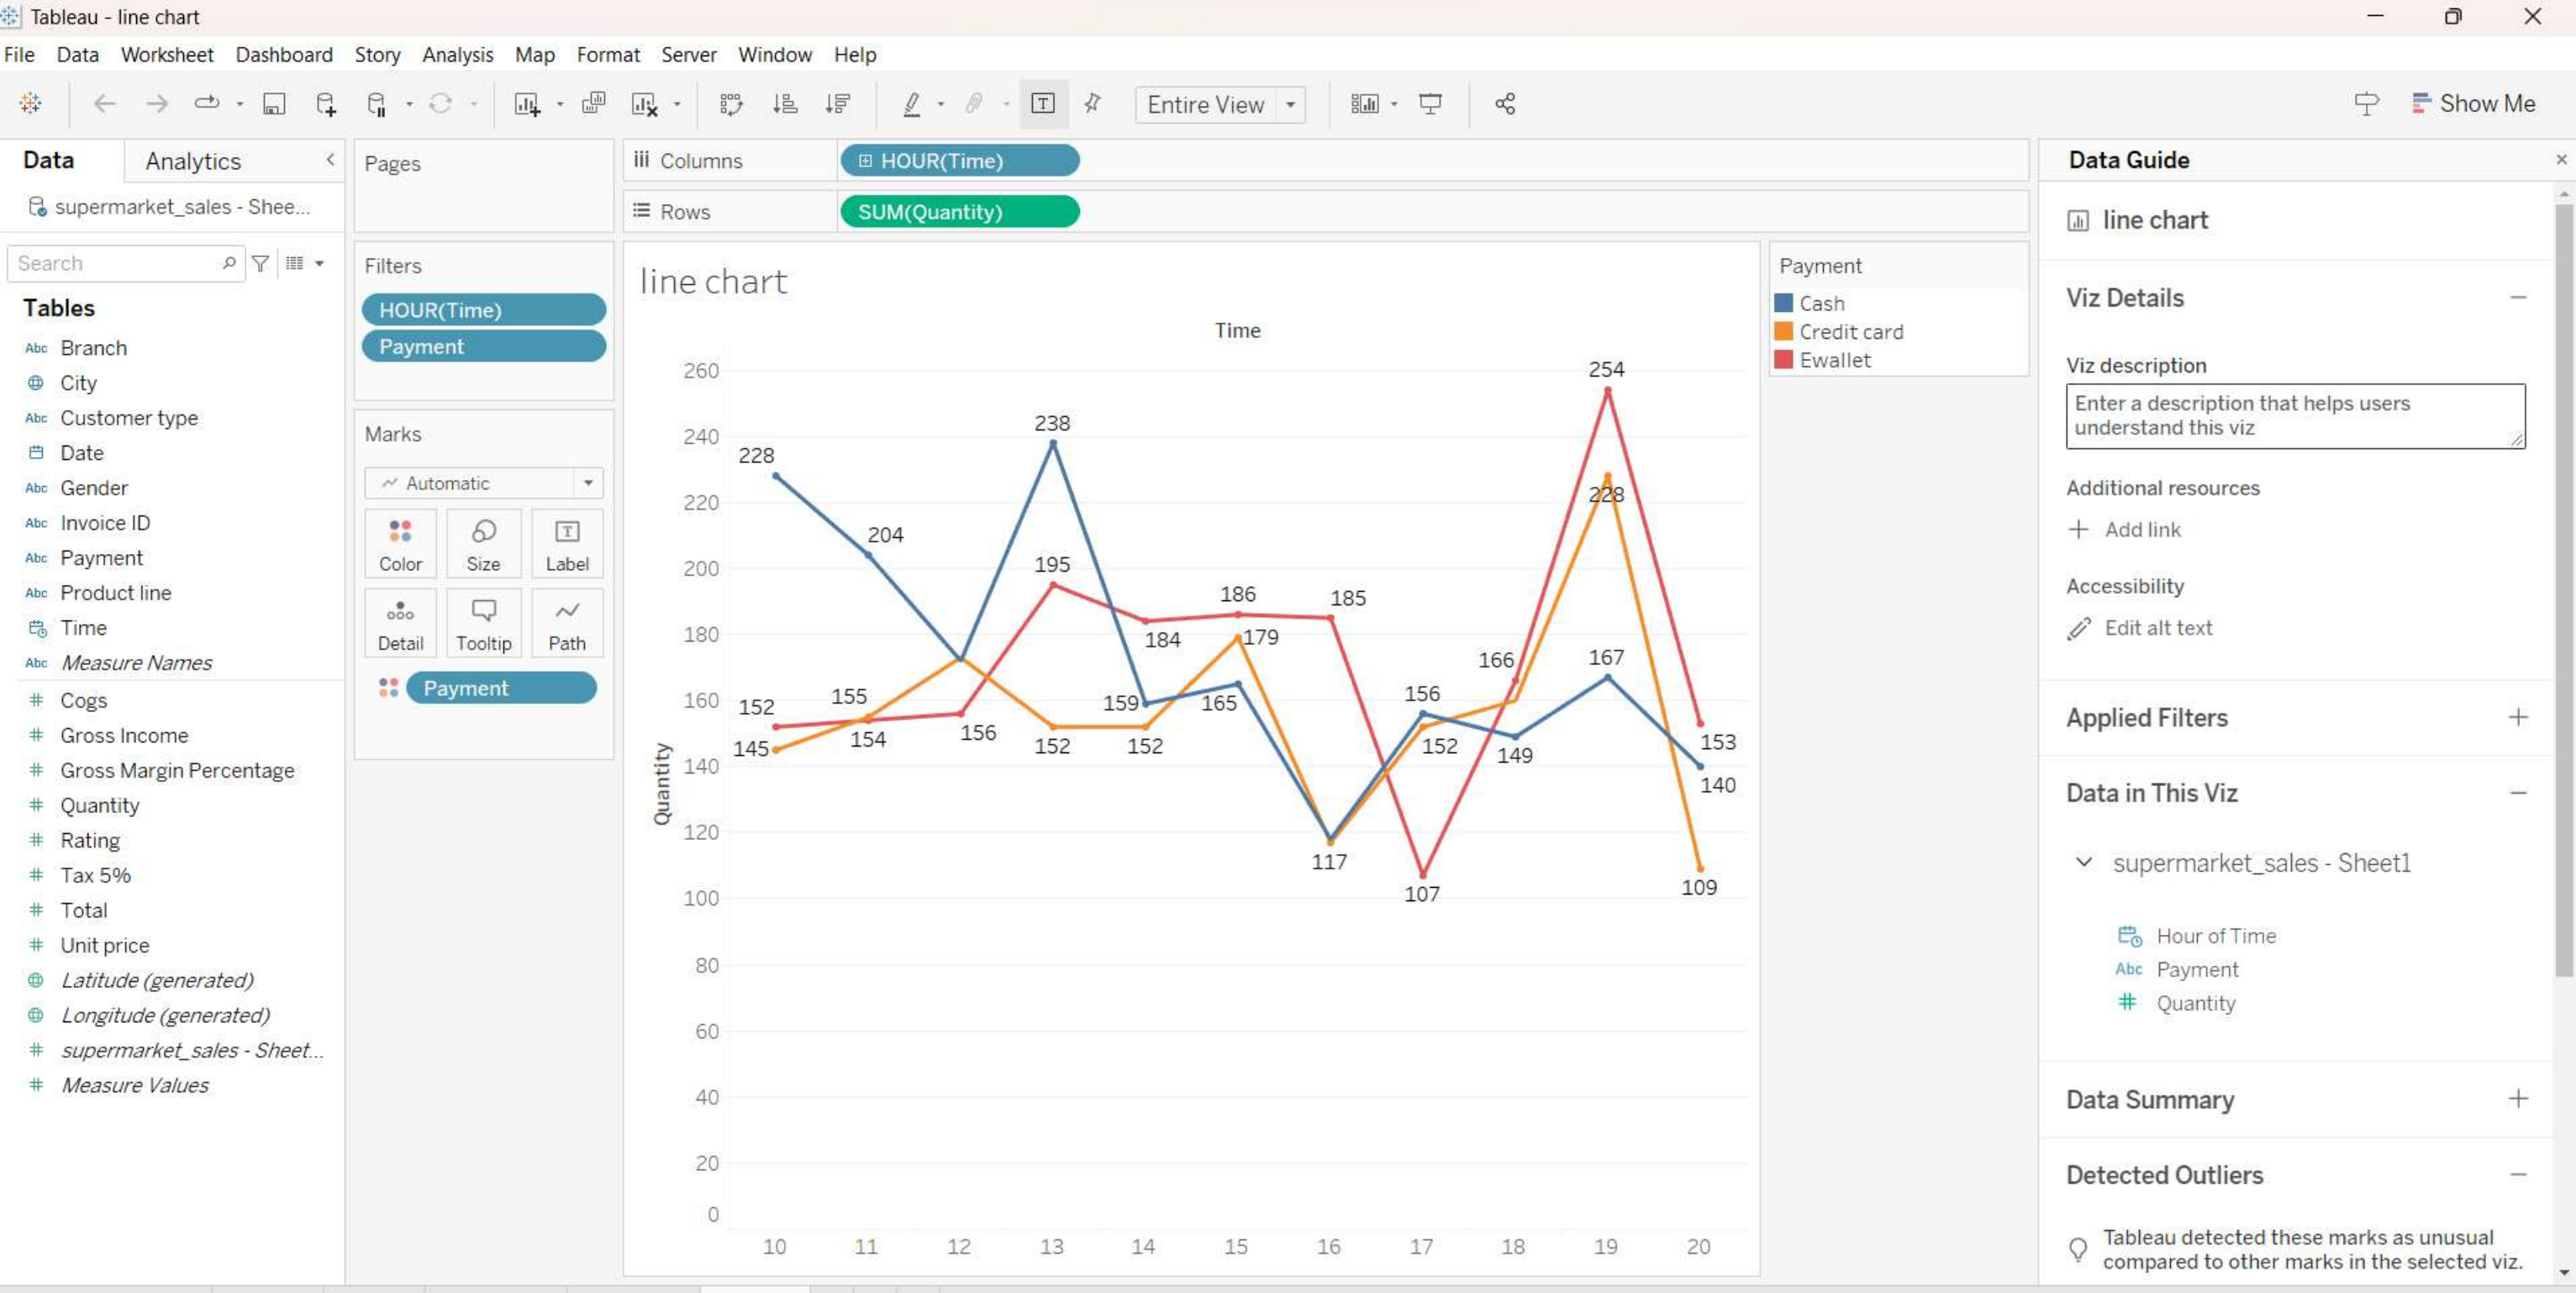 Tableau - line chart
File Data Worksheet Dashboard Story Analysis Map Format Server Window Help
Entire View
Show Me
Data Analytics
supermarket_sales - Shee...
Search
Tables
Abc Branch
City
Abc Customer type
Date
Abc Gender
Abc Invoice ID
Abc Payment
Abc Product line
Time
Abc Measure Names
# Cogs
# Gross Income
# Gross Margin Percentage
# Quantity
# Rating
# Tax 5%
# Total
# Unit price
Latitude (generated)
Longitude (generated)
# supermarket_sales - Sheet...
# Measure Values
Pages
Filters
HOUR(Time)
Payment
Marks
Automatic
Color Size Label
Detail Tooltip Path
Payment
Columns HOUR(Time)
Rows SUM(Quantity)
line chart
Time
Quantity
260
240
220
200
180
160
140
120
100
80
60
40
20
0
228 204 238 159 165 156 149 167 140
145 155 152 152 179 117 152 228 109
152 154 156 195 184 186 185 107 166 254 153
10 11 12 13 14 15 16 17 18 19 20
Payment
Cash
Credit card
Ewallet
Data Guide
line chart
Viz Details
Viz description
Enter a description that helps users
understand this viz
Additional resources
Add link
Accessibility
Edit alt text
Applied Filters
Data in This Viz
supermarket_sales - Sheet1
Hour of Time
Abc Payment
# Quantity
Data Summary
Detected Outliers
Tableau detected these marks as unusual
compared to other marks in the selected viz.